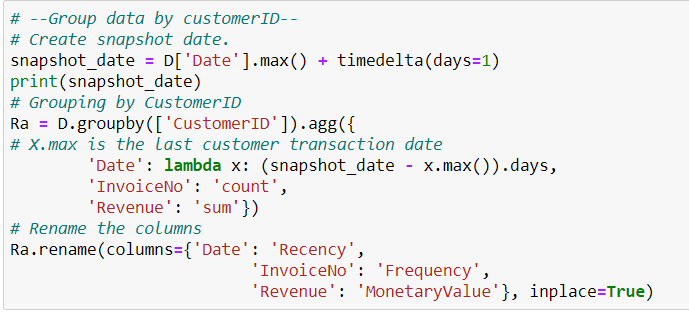 # --Group data by customerID--
# Create snapshot date.
snapshot_date = D['Date'].max() + timedelta(days=1)
print(snapshot_date)
# Grouping by CustomerID
Ra = D.groupby(['CustomerID']).agg({
# X.max is the last customer transaction date
        'Date': lambda x: (snapshot_date - x.max()).days,
        'InvoiceNo': 'count',
        'Revenue': 'sum'})
# Rename the columns
Ra.rename(columns={'Date': 'Recency',
                        'InvoiceNo': 'Frequency',
                        'Revenue': 'MonetaryValue'}, inplace=True)